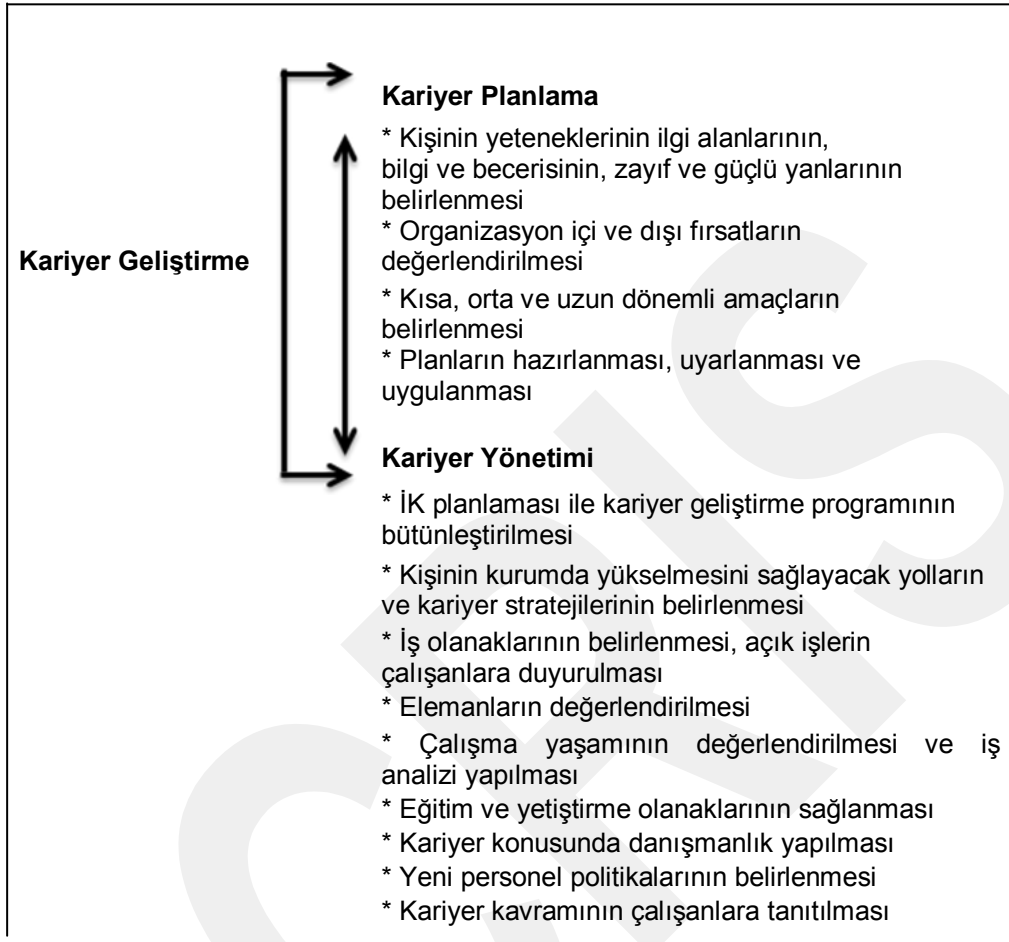 Kariyer Planlama
* Kişinin yeteneklerinin ilgi alanlarının,
bilgi ve becerisinin, zayıf ve güçlü yanlarının
belirlenmesi
* Organizasyon içi ve dışı fırsatların
Kariyer Geliştirme
değerlendirilmesi
* Kısa, orta ve uzun dönemli amaçların
belirlenmesi
* Planların hazırlanması, uyarlanması ve
uygulanması
Kariyer Yönetimi
* İK planlaması ile kariyer geliştirme programının
bütünleştirilmesi
* Kişinin kurumda yükselmesini sağlayacak yolların
ve kariyer stratejilerinin belirlenmesi
* İş olanaklarının belirlenmesi, açık işlerin
çalışanlara duyurulması
* Elemanların değerlendirilmesi
* Çalışma yaşamının değerlendirilmesi ve iş
analizi yapılması
* Eğitim ve yetiştirme olanaklarının sağlanması
* Kariyer konusunda danışmanlık yapılması
* Yeni personel politikalarının belirlenmesi
* Kariyer kavramının çalışanlara tanıtılması
CRIS